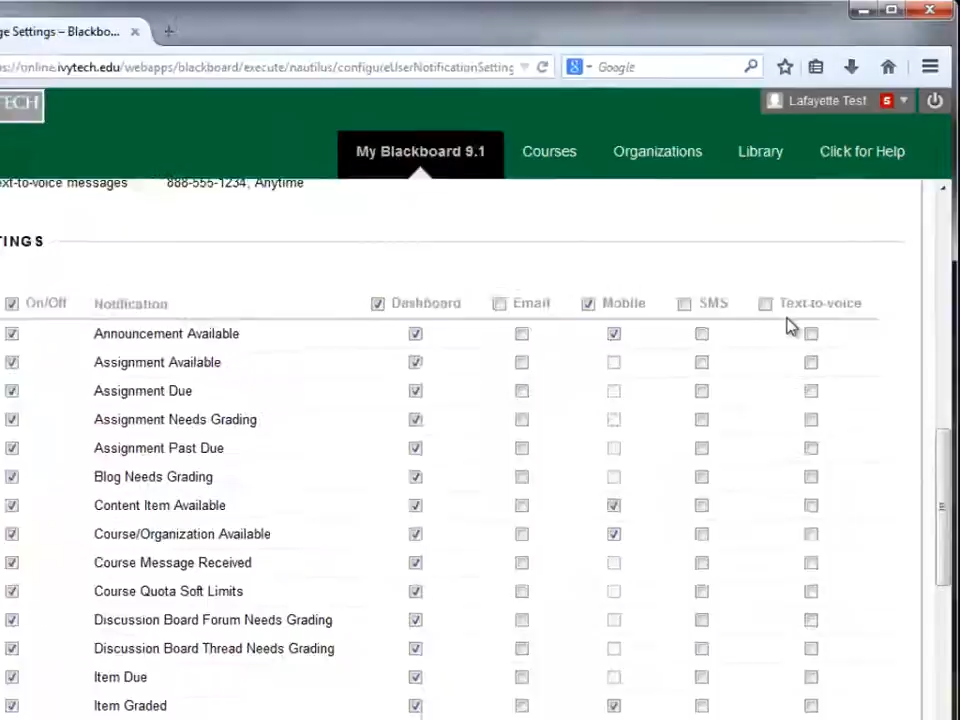 ge Settings – Blackbo...
s://online.ivytech.edu/webapps/blackboard/execute/nautilus/configureUserNotificationSetting
Google
TECH
Lafayette Test 5
My Blackboard 9.1 Courses Organizations Library Click for Help
ext-to-voice messages 888-555-1234, Anytime
TINGS
On/Off Notification Dashboard Email Mobile SMS Text-to-voice
Announcement Available
Assignment Available
Assignment Due
Assignment Needs Grading
Assignment Past Due
Blog Needs Grading
Content Item Available
Course/Organization Available
Course Message Received
Course Quota Soft Limits
Discussion Board Forum Needs Grading
Discussion Board Thread Needs Grading
Item Due
Item Graded